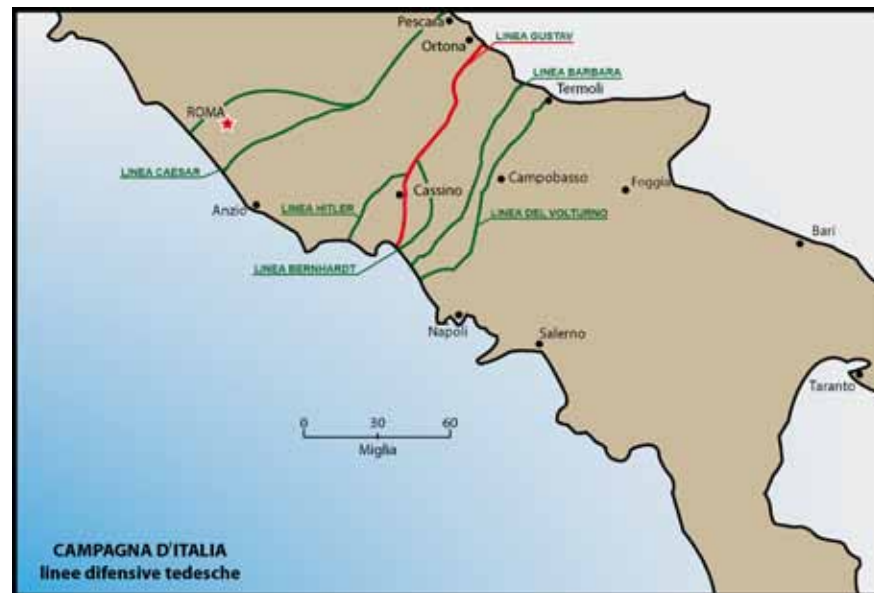 Pescara
LINEA GUSTAV
Ortona
LINEA BARBARA
Termoli
ROMA
LINEA CAESAR
Cassino
Campobasso
Foggia
Anzio
LINEA HITLER
LINEA DEL VOLTURNO
Bari
LINEA BERNHARDT
Napoli
Salerno
Taranto
0 30 60
Miglia
CAMPAGNA D'ITALIA
linee difensive tedesche